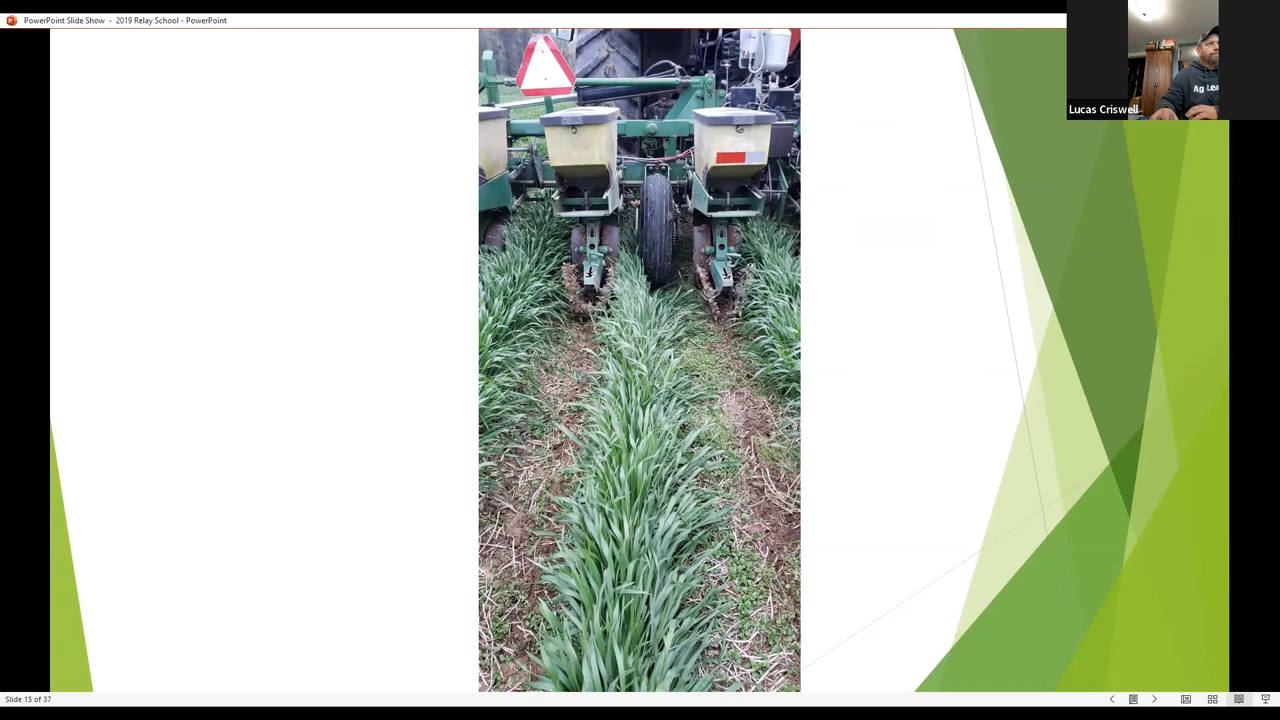 PowerPoint Slide Show - 2019 Relay School - PowerPoint
Lucas Criswell
Ag Lea
Slide 15 of 37